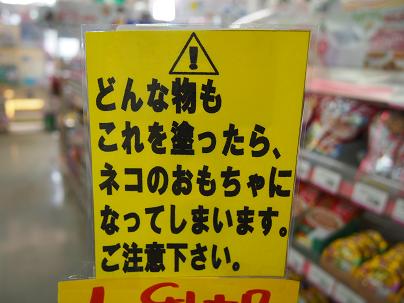 どんな物も
これを塗ったら、
ネコのおもちゃに
なってしまいます。
ご注意下さい。